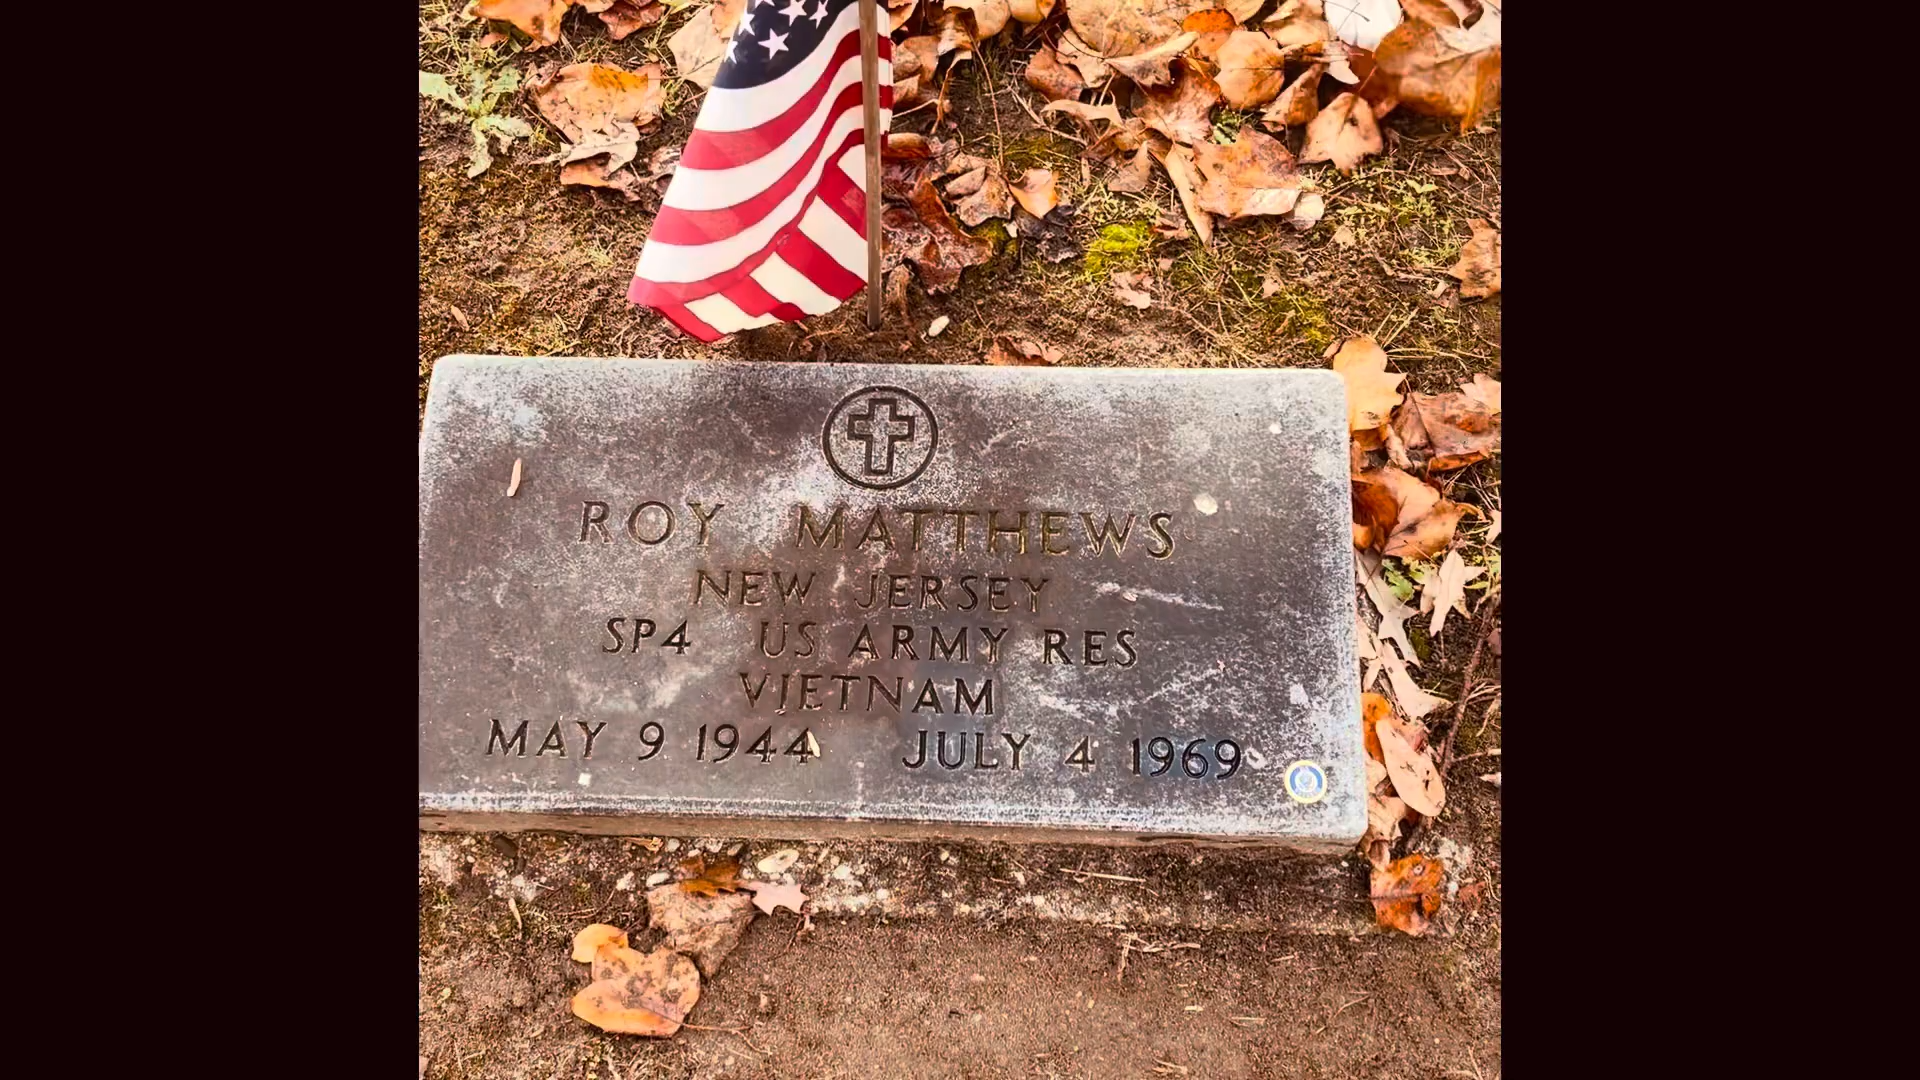 ROY MATTHEWS
NEW JERSEY
SP4 US ARMY RES
VIETNAM
MAY 9 1944 JULY 4 1969